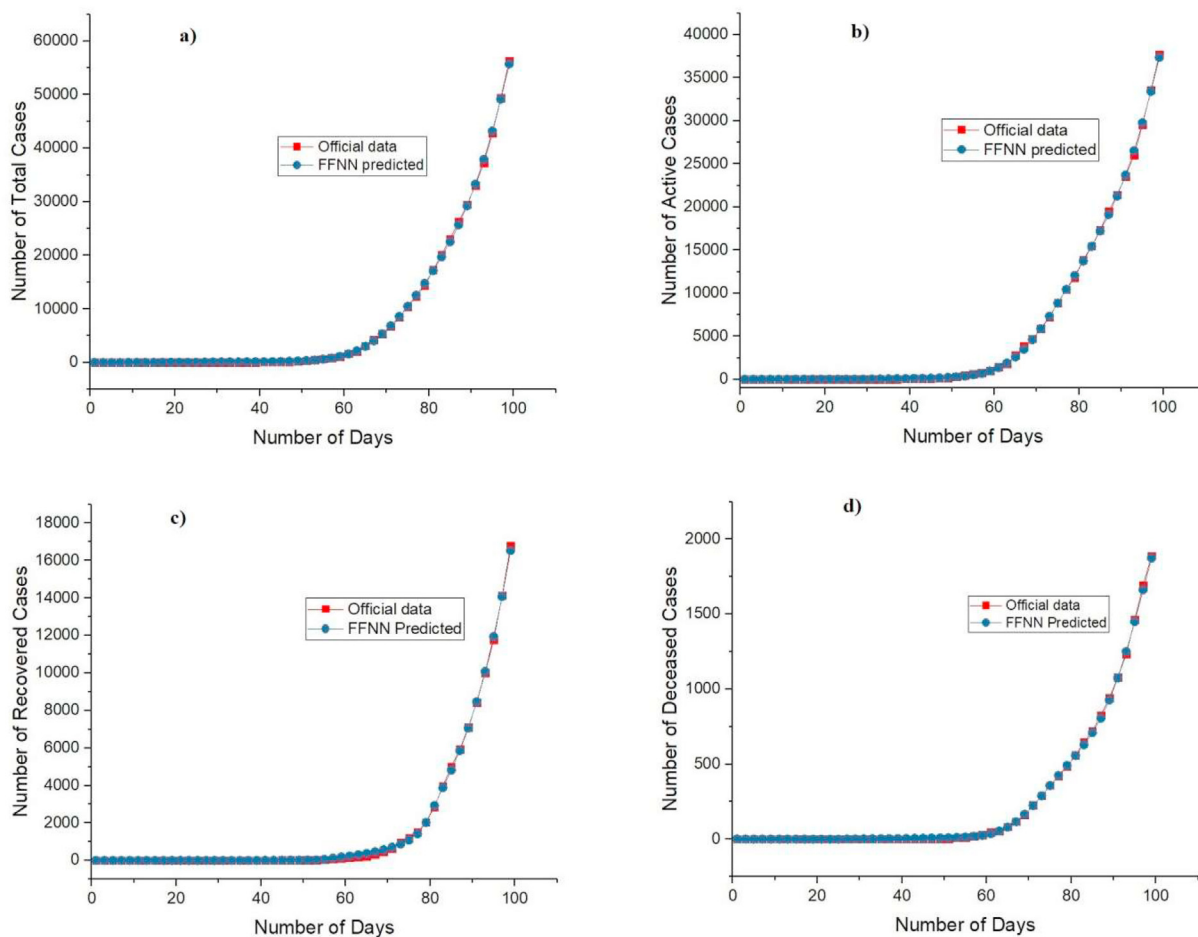 a)
60000
50000
40000
30000
20000
10000
0
Number of Total Cases
Official data
FFNN predicted
0 20 40 60 80 100
Number of Days
b)
40000
35000
30000
25000
20000
15000
10000
5000
0
Number of Active Cases
Official data
FFNN predicted
0 20 40 60 80 100
Number of Days
c)
18000
16000
14000
12000
10000
8000
6000
4000
2000
0
Number of Recovered Cases
Official data
FFNN Predicted
0 20 40 60 80 100
Number of Days
d)
2000
1500
1000
500
0
Number of Deceased Cases
Official data
FFNN Predicted
0 20 40 60 80 100
Number of Days